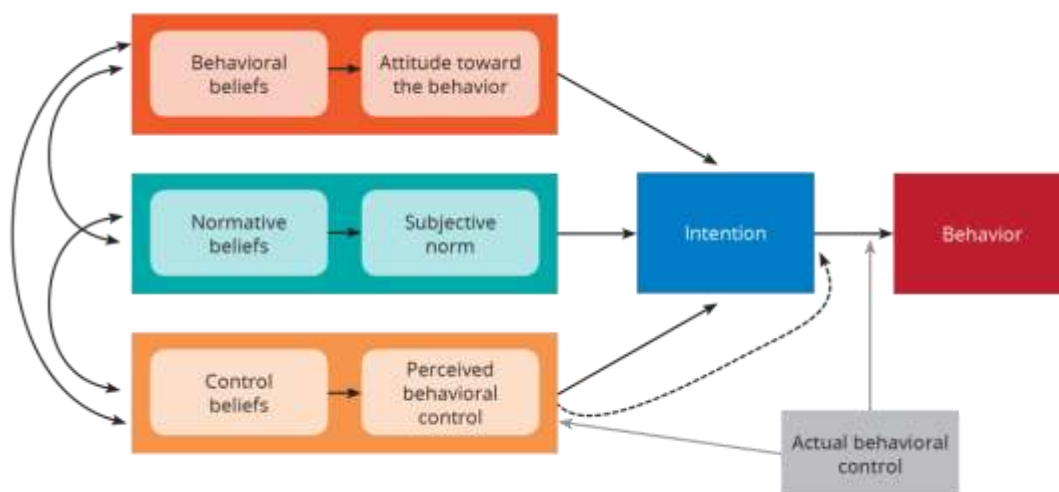 Behavioral
beliefs
Attitude toward
the behavior
Normative
beliefs
Subjective
norm
Intention
Behavior
Control
beliefs
Perceived
behavioral
control
Actual behavioral
control